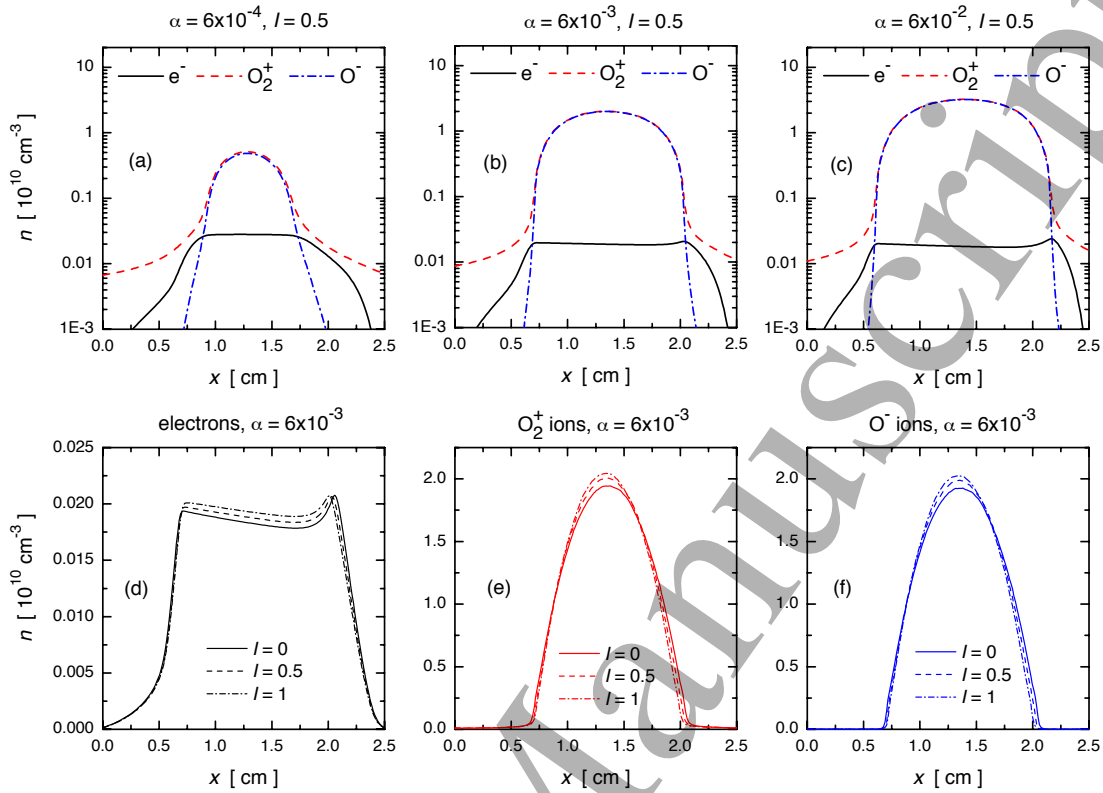 α = 6x10⁻⁴, I = 0.5
α = 6x10⁻³, I = 0.5
α = 6x10⁻², I = 0.5
e⁻ O₂⁺ O⁻
e⁻ O₂⁺ O⁻
e⁻ O₂⁺ O⁻
10
1
0.1
0.01
1E-3
(a)
n [ 10¹⁰ cm⁻³ ]
0.0 0.5 1.0 1.5 2.0 2.5
x [ cm ]
10
1
0.1
0.01
1E-3
(b)
0.0 0.5 1.0 1.5 2.0 2.5
x [ cm ]
10
1
0.1
0.01
1E-3
(c)
0.0 0.5 1.0 1.5 2.0 2.5
x [ cm ]
electrons, α = 6x10⁻³
0.025
0.020
0.015
0.010
0.005
0.000
n [ 10¹⁰ cm⁻³ ]
(d)
I = 0
I = 0.5
I = 1
0.0 0.5 1.0 1.5 2.0 2.5
x [ cm ]
O₂⁺ ions, α = 6x10⁻³
2.0
1.5
1.0
0.5
0.0
(e)
I = 0
I = 0.5
I = 1
0.0 0.5 1.0 1.5 2.0 2.5
x [ cm ]
O⁻ ions, α = 6x10⁻³
2.0
1.5
1.0
0.5
0.0
(f)
I = 0
I = 0.5
I = 1
0.0 0.5 1.0 1.5 2.0 2.5
x [ cm ]
Manuscrip